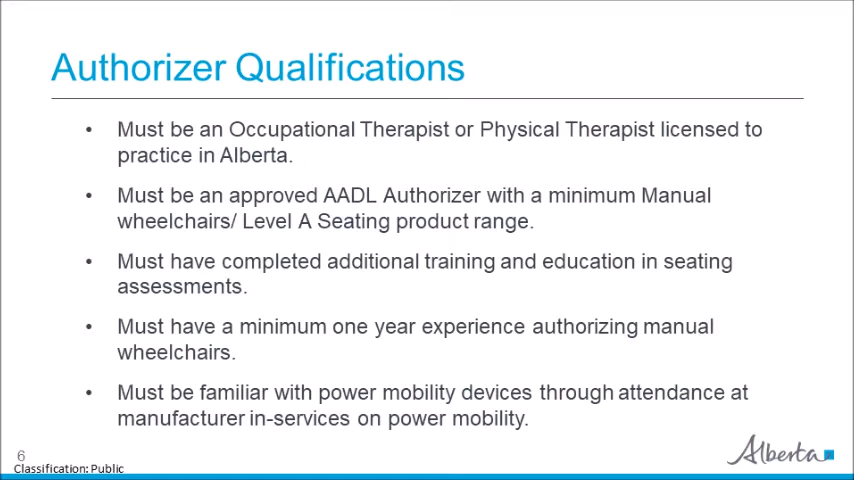 Authorizer Qualifications
• Must be an Occupational Therapist or Physical Therapist licensed to
practice in Alberta.
• Must be an approved AADL Authorizer with a minimum Manual
wheelchairs/ Level A Seating product range.
• Must have completed additional training and education in seating
assessments.
• Must have a minimum one year experience authorizing manual
wheelchairs.
• Must be familiar with power mobility devices through attendance at
manufacturer in-services on power mobility.
6
Classification: Public
Alberta